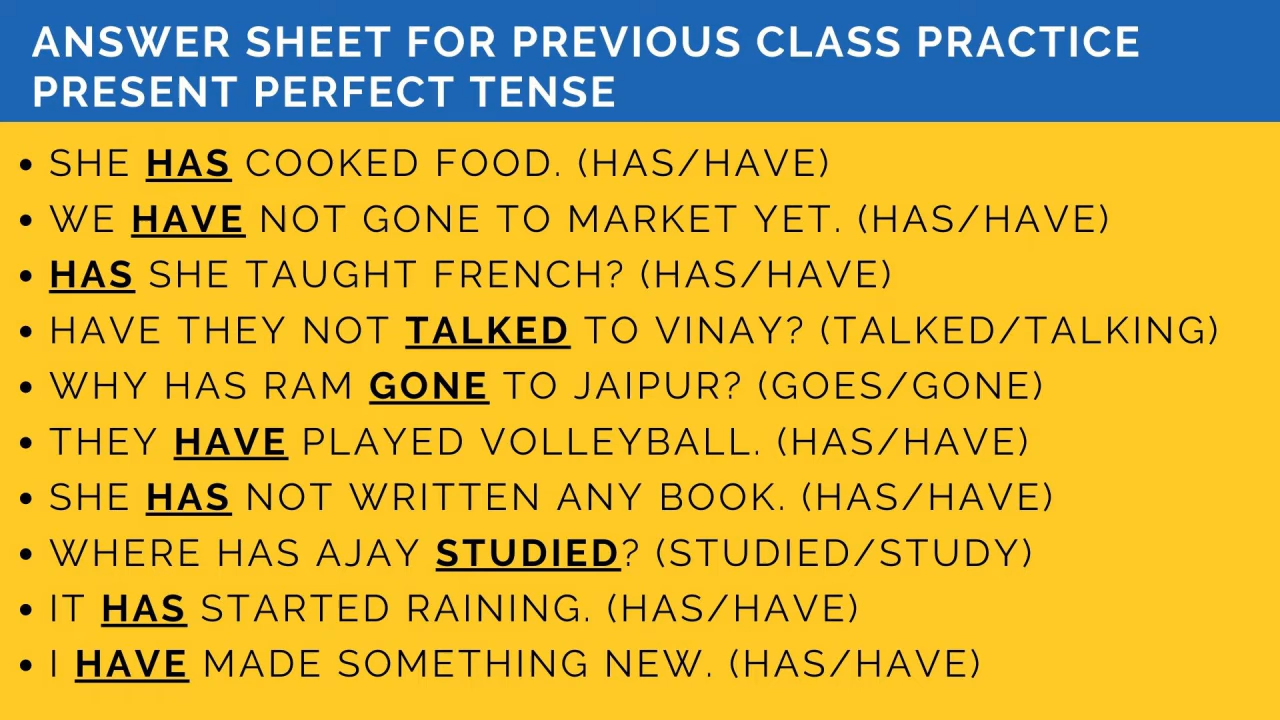 ANSWER SHEET FOR PREVIOUS CLASS PRACTICE
PRESENT PERFECT TENSE
• SHE HAS COOKED FOOD. (HAS/HAVE)
• WE HAVE NOT GONE TO MARKET YET. (HAS/HAVE)
• HAS SHE TAUGHT FRENCH? (HAS/HAVE)
• HAVE THEY NOT TALKED TO VINAY? (TALKED/TALKING)
• WHY HAS RAM GONE TO JAIPUR? (GOES/GONE)
• THEY HAVE PLAYED VOLLEYBALL. (HAS/HAVE)
• SHE HAS NOT WRITTEN ANY BOOK. (HAS/HAVE)
• WHERE HAS AJAY STUDIED? (STUDIED/STUDY)
• IT HAS STARTED RAINING. (HAS/HAVE)
• I HAVE MADE SOMETHING NEW. (HAS/HAVE)